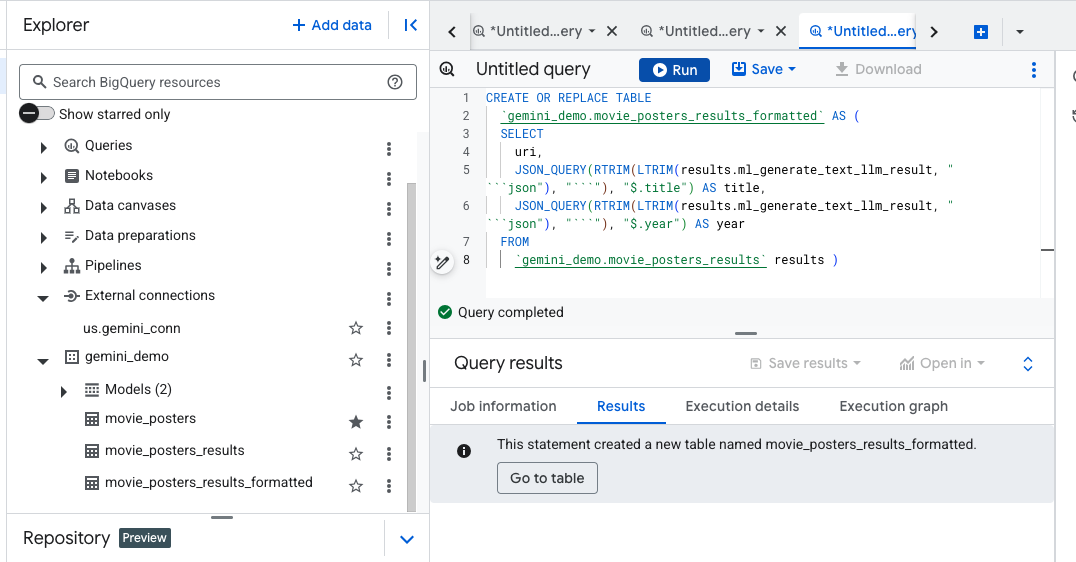 Explorer
+ Add data
Search BigQuery resources
Show starred only
Queries
Notebooks
Data canvases
Data preparations
Pipelines
External connections
us.gemini_conn
gemini_demo
Models (2)
movie_posters
movie_posters_results
movie_posters_results_formatted
Repository Preview
*Untitled...ery
*Untitled...ery
*Untitled...ery
Untitled query
Run
Save
Download
1 CREATE OR REPLACE TABLE
2 `gemini_demo.movie_posters_results_formatted` AS (
3 SELECT
4 uri,
5 JSON_QUERY(RTRIM(LTRIM(results.ml_generate_text_llm_result, "
```json"), "```"), "$.title") AS title,
6 JSON_QUERY(RTRIM(LTRIM(results.ml_generate_text_llm_result, "
```json"), "```"), "$.year") AS year
7 FROM
8 `gemini_demo.movie_posters_results` results )
Query completed
Query results
Save results
Open in
Job information
Results
Execution details
Execution graph
This statement created a new table named movie_posters_results_formatted.
Go to table